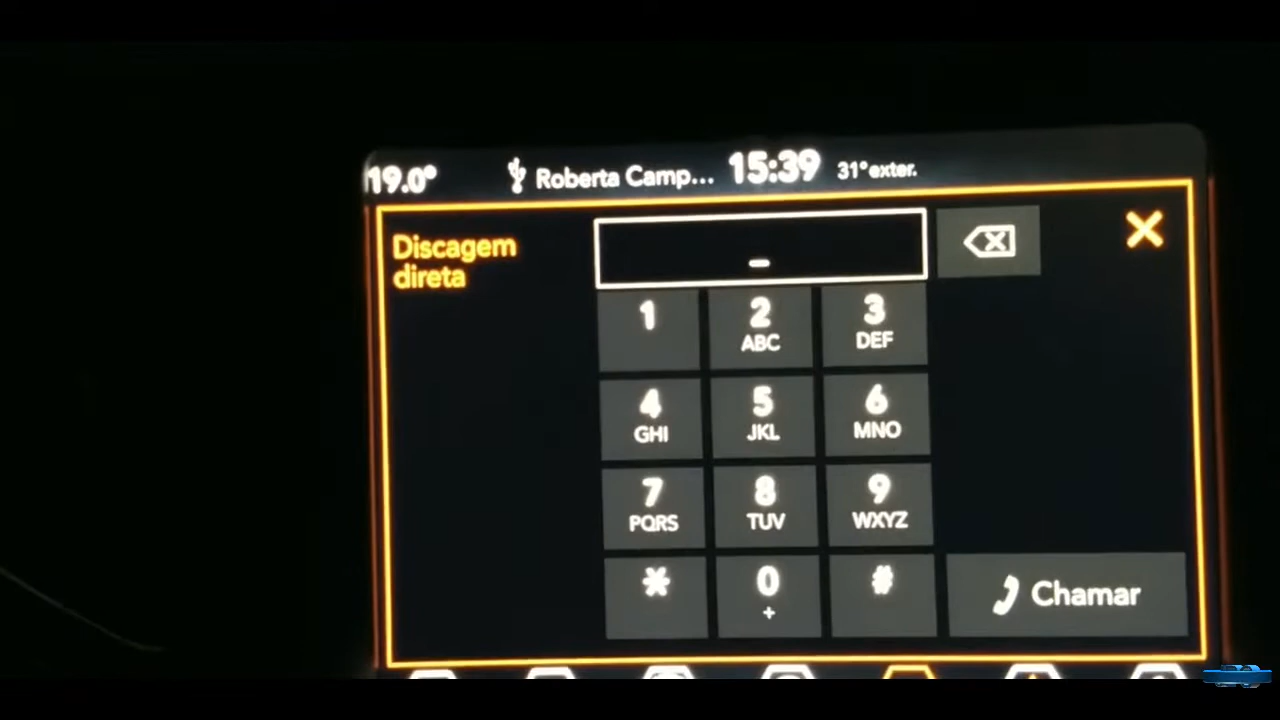 19.0° Roberta Camp... 15:39 31°exter.
Discagem
direta
_
1 2 3
ABC DEF
4 5 6
GHI JKL MNO
7 8 9
PQRS TUV WXYZ
* 0 #
+
Chamar